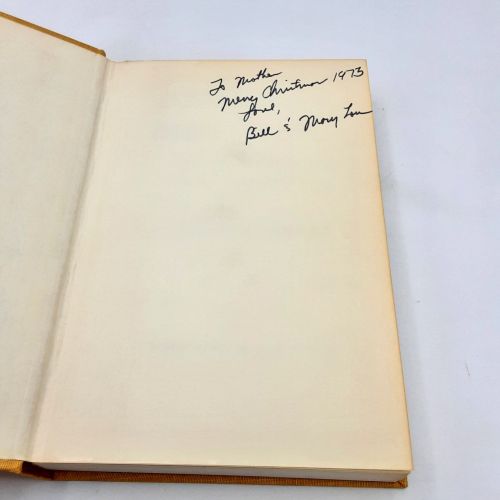 To Mother
Merry Christmas 1973
Love,
Bill & Mary Lou